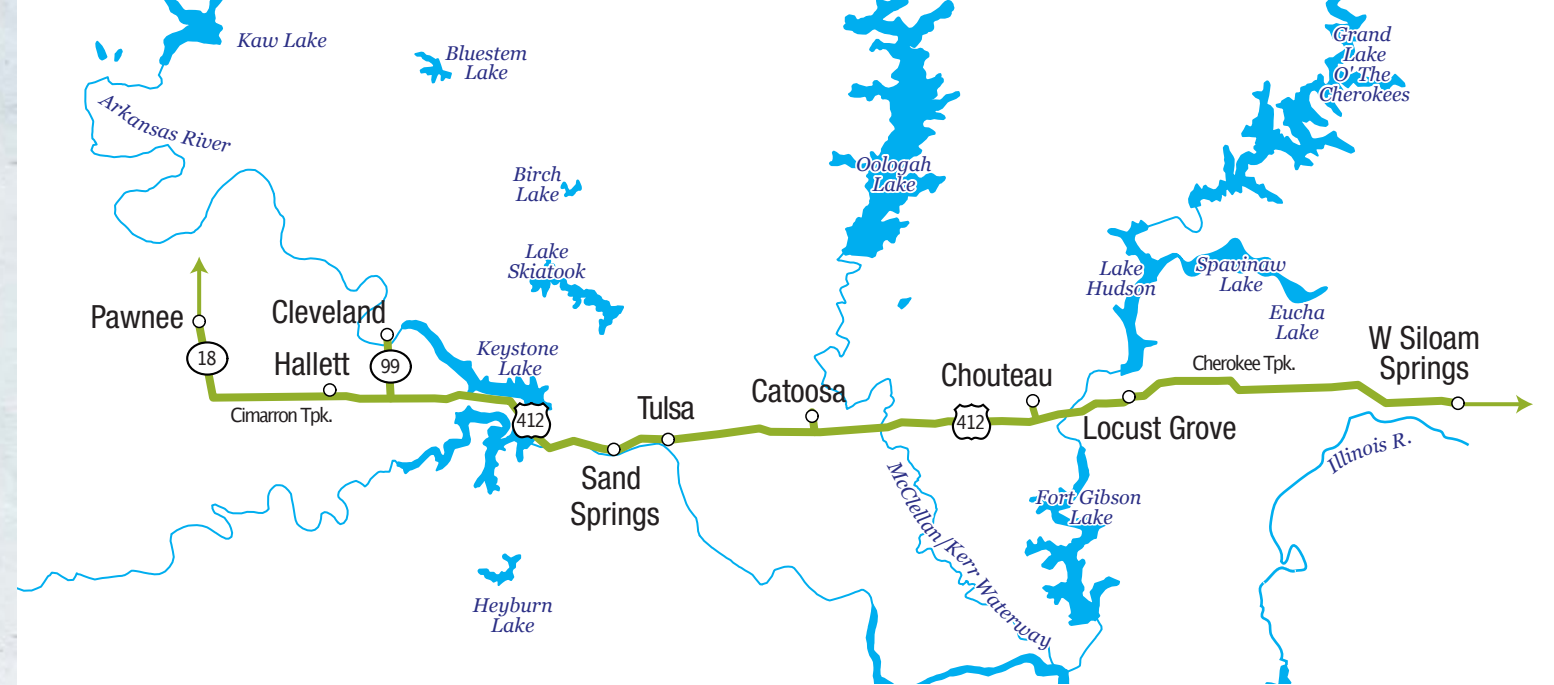 Kaw Lake
Bluestem
Lake
Grand
Lake
O' The
Cherokees
Arkansas River
Birch
Lake
Oologah
Lake
Lake
Skiatook
Lake
Hudson
Spavinaw
Lake
Eucha
Lake
Pawnee
Cleveland
18
Hallett
99
Keystone
Lake
Cimarron Tpk.
412
Sand
Springs
Tulsa
Catoosa
Chouteau
412
Locust Grove
Cherokee Tpk.
W Siloam
Springs
Illinois R.
McClellan/Kerr Waterway
Fort Gibson
Lake
Heyburn
Lake